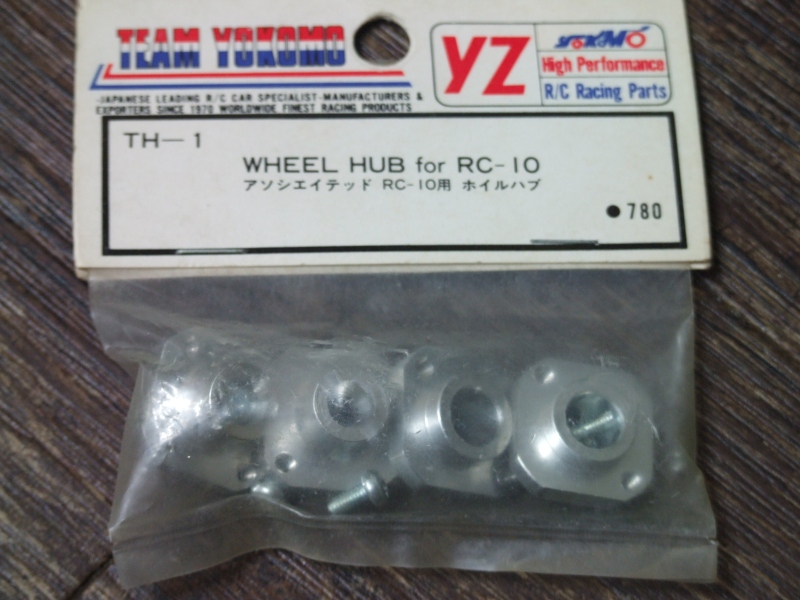 TEAM YOKOMO
-JAPANESE LEADING R/C CAR SPECIALIST-MANUFACTURERS &
EXPORTERS SINCE 1970 WORLDWIDE FINEST RACING PRODUCTS
YZ
YOKOMO
High Performance
R/C Racing Parts
TH-1
WHEEL HUB for RC-10
アソシエイテッド RC-10用 ホイルハブ
●780